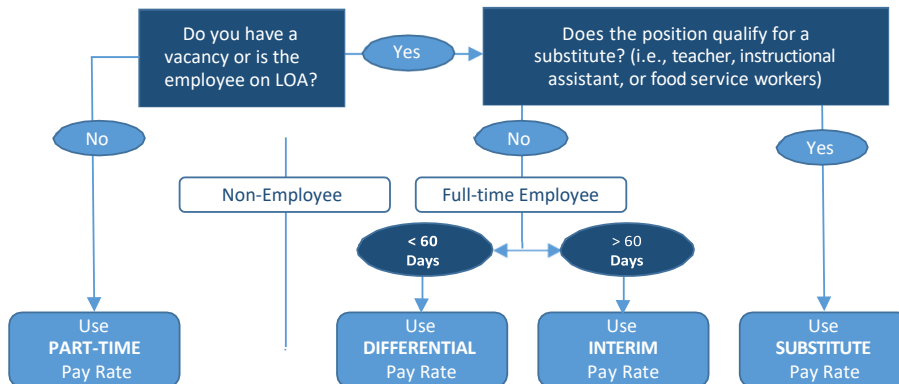 Do you have a
vacancy or is the
employee on LOA?
Yes
Does the position qualify for a
substitute? (i.e., teacher, instructional
assistant, or food service workers)
No
No
Yes
Non-Employee
Full-time Employee
< 60
Days
> 60
Days
Use
PART-TIME
Pay Rate
Use
DIFFERENTIAL
Pay Rate
Use
INTERIM
Pay Rate
Use
SUBSTITUTE
Pay Rate